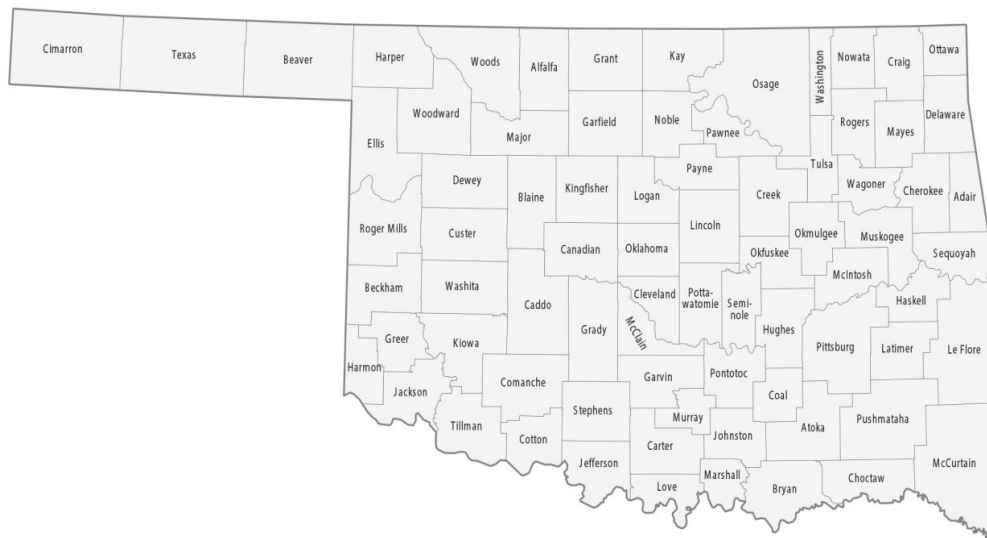 Cimarron
Texas
Beaver
Harper
Woods
Alfalfa
Grant
Kay
Osage
Washington
Nowata
Craig
Ottawa
Woodward
Major
Garfield
Noble
Pawnee
Rogers
Mayes
Delaware
Ellis
Dewey
Blaine
Kingfisher
Logan
Payne
Creek
Tulsa
Wagoner
Cherokee
Adair
Roger Mills
Custer
Canadian
Oklahoma
Lincoln
Okfuskee
Okmulgee
Muskogee
Sequoyah
Beckham
Washita
Caddo
Grady
Cleveland
McClain
Potta-
watomie
Semi-
nole
Hughes
McIntosh
Haskell
Pittsburg
Latimer
Le Flore
Harmon
Greer
Kiowa
Jackson
Comanche
Garvin
Pontotoc
Coal
Tillman
Cotton
Stephens
Murray
Carter
Johnston
Atoka
Pushmataha
Jefferson
Love
Marshall
Bryan
Choctaw
McCurtain